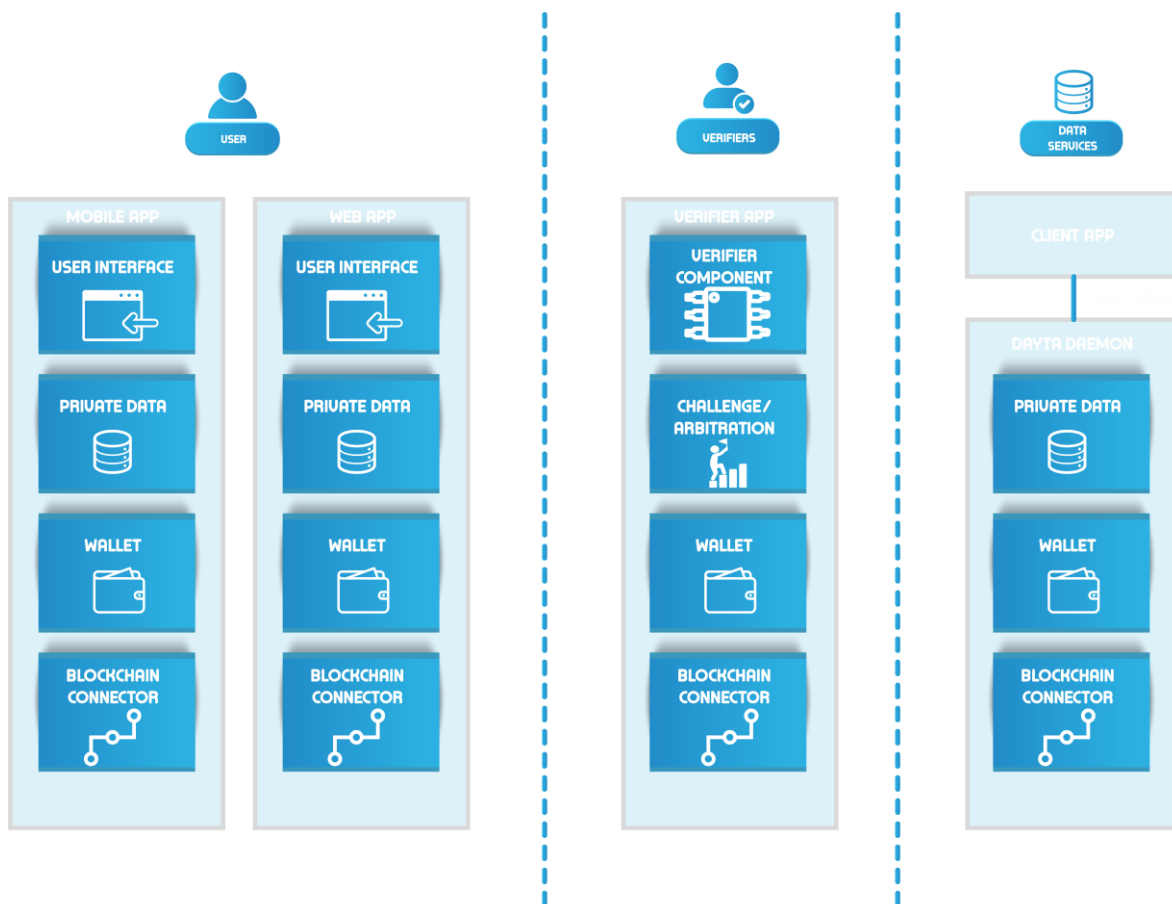 USER
VERIFIERS
DATA
SERVICES
MOBILE APP
USER INTERFACE
PRIVATE DATA
WALLET
BLOCKCHAIN
CONNECTOR
WEB APP
USER INTERFACE
PRIVATE DATA
WALLET
BLOCKCHAIN
CONNECTOR
VERIFIER APP
VERIFIER
COMPONENT
CHALLENGE/
ARBITRATION
WALLET
BLOCKCHAIN
CONNECTOR
CLIENT APP
DAYTA DAEMON
PRIVATE DATA
WALLET
BLOCKCHAIN
CONNECTOR